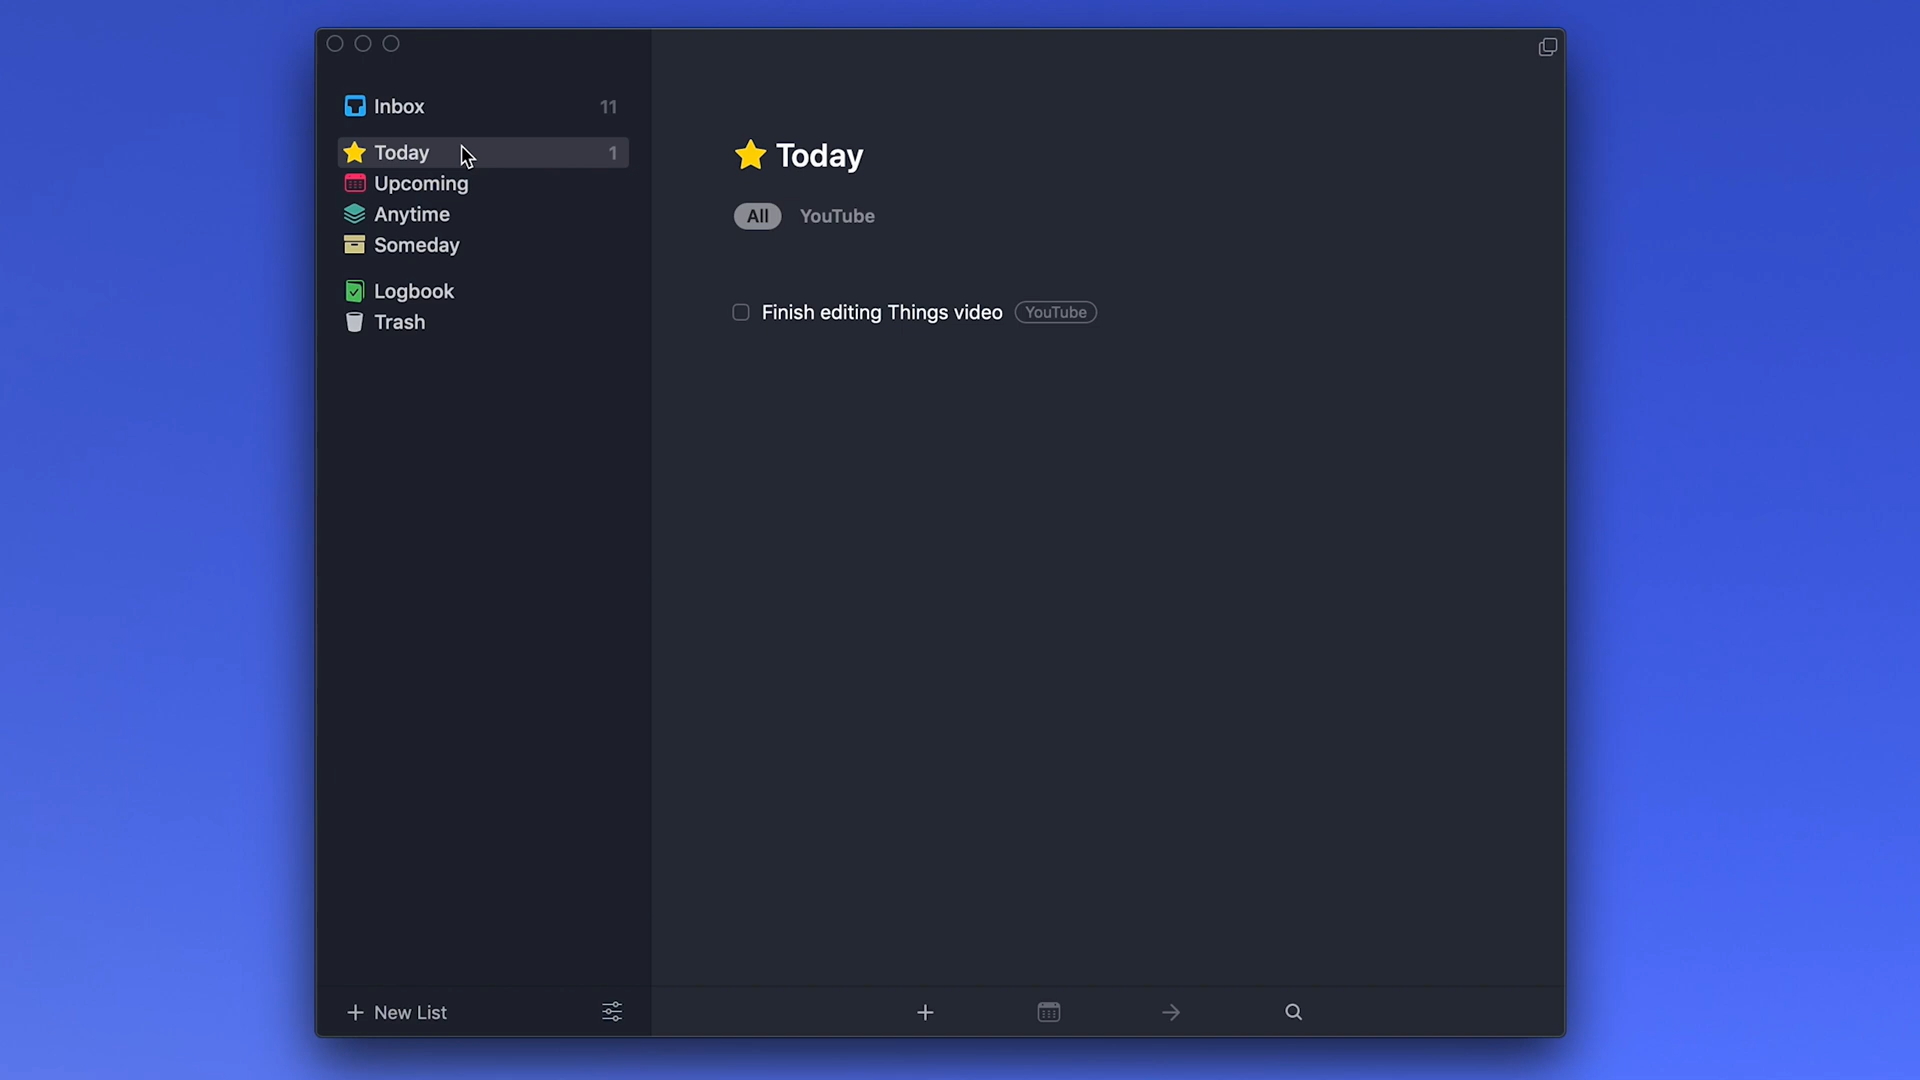 Inbox 11
Today 1
Upcoming
Anytime
Someday
Logbook
Trash
New List
Today
All YouTube
Finish editing Things video YouTube